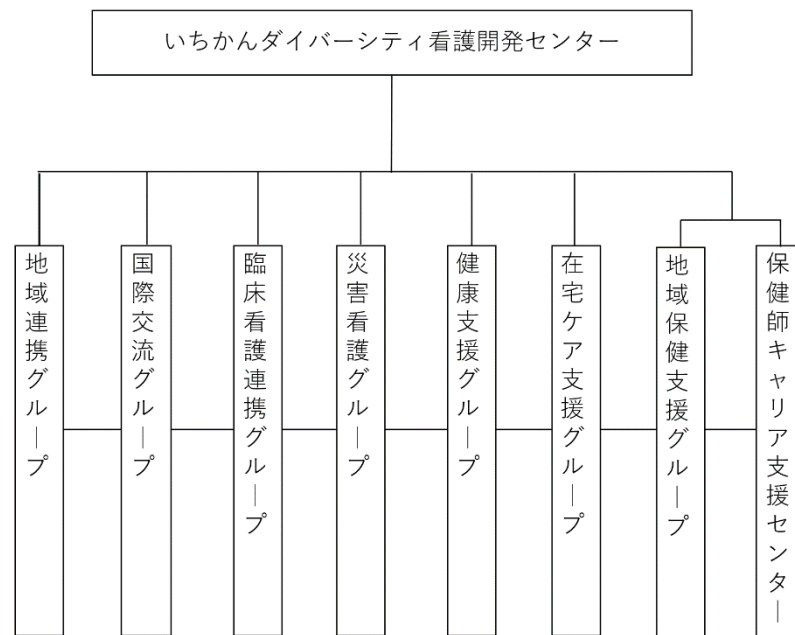 いちかんダイバーシティ看護開発センター
地域連携グループ
国際交流グループ
臨床看護連携グループ
災害看護グループ
健康支援グループ
在宅ケア支援グループ
地域保健支援グループ
保健師キャリア支援センター